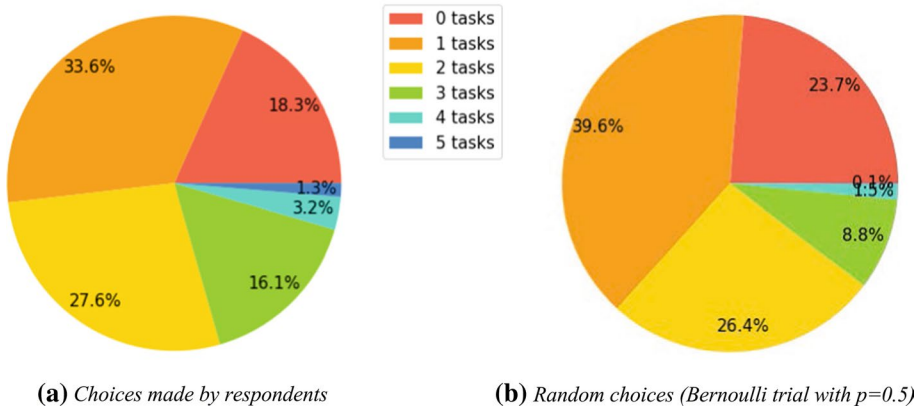 0 tasks
1 tasks
2 tasks
3 tasks
4 tasks
5 tasks
33.6%
18.3%
1.3%
3.2%
16.1%
27.6%
23.7%
39.6%
0.1%
1.5%
8.8%
26.4%
(a) Choices made by respondents
(b) Random choices (Bernoulli trial with p=0.5)